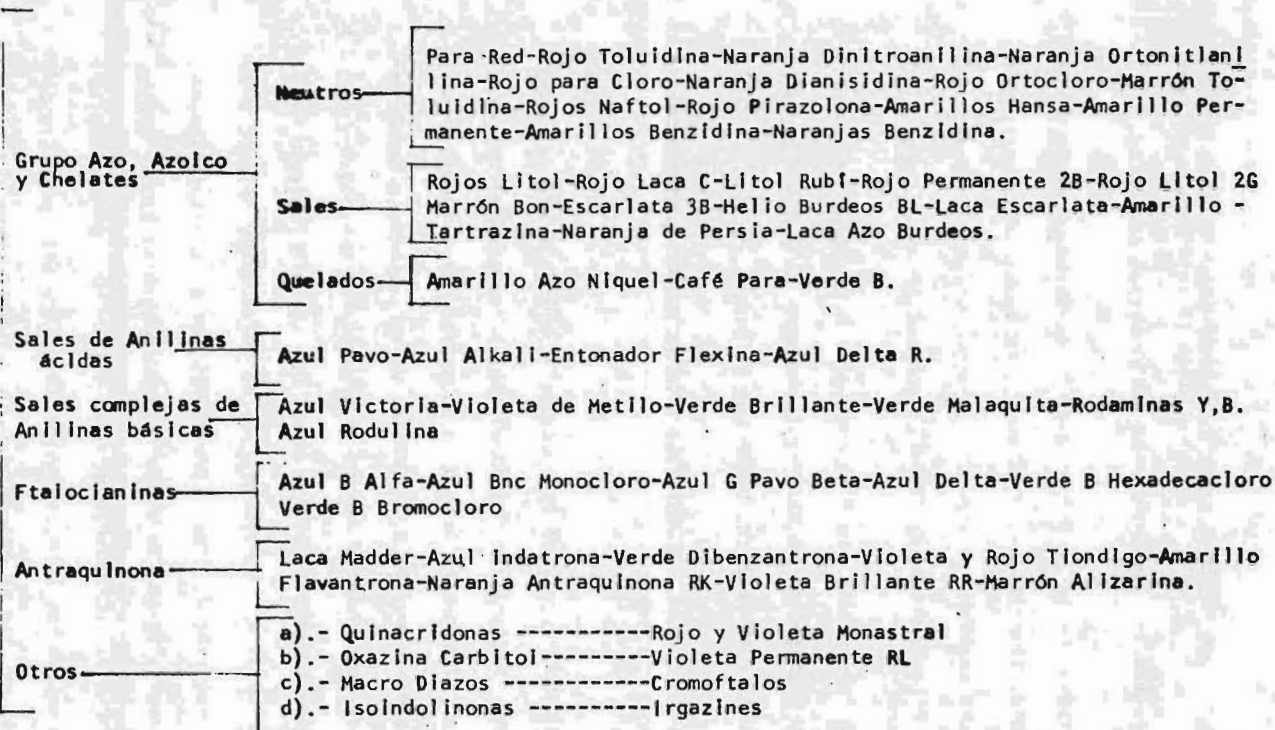 Para Red-Rojo Toluidina-Naranja Dinitroanilina-Naranja Ortonitlani
lina-Rojo para Cloro-Naranja Dianisidina-Rojo Ortocloro-Marrón To-
luidina-Rojos Naftol-Rojo Pirazolona-Amarillos Hansa-Amarillo Per-
manente-Amarillos Benzidina-Naranjas Benzidina.
Neutros
Grupo Azo, Azoico
y Chelates
Rojos Litol-Rojo Laca C-Litol Rubí-Rojo Permanente 2B-Rojo Litol 2G
Marrón Bon-Escarlata 3B-Helio Burdeos BL-Laca Escarlata-Amarillo -
Tartrazina-Naranja de Persia-Laca Azo Burdeos.
Sales
Quelados
Amarillo Azo Niquel-Café Para-Verde B.
Sales de Anilinas
ácidas
Azul Pavo-Azul Alkali-Entonador Flexina-Azul Delta R.
Sales complejas de
Anilinas básicas
Azul Victoria-Violeta de Metilo-Verde Brillante-Verde Malaquita-Rodaminas Y,B.
Azul Rodulina
Ftalocianinas
Azul B Alfa-Azul Bnc Monocloro-Azul G Pavo Beta-Azul Delta-Verde B Hexadecacloro
Verde B Bromocloro
Antraquinona
Laca Madder-Azul indatrona-Verde Dibenzantrona-Violeta y Rojo Tiondigo-Amarillo
Flavantrona-Naranja Antraquinona RK-Violeta Brillante RR-Marrón Alizarina.
Otros
a).- Quinacridonas -----------Rojo y Violeta Monastral
b).- Oxazina Carbitol---------Violeta Permanente RL
c).- Macro Diazos ------------Cromoftalos
d).- Isoindolinonas ----------Irgazines